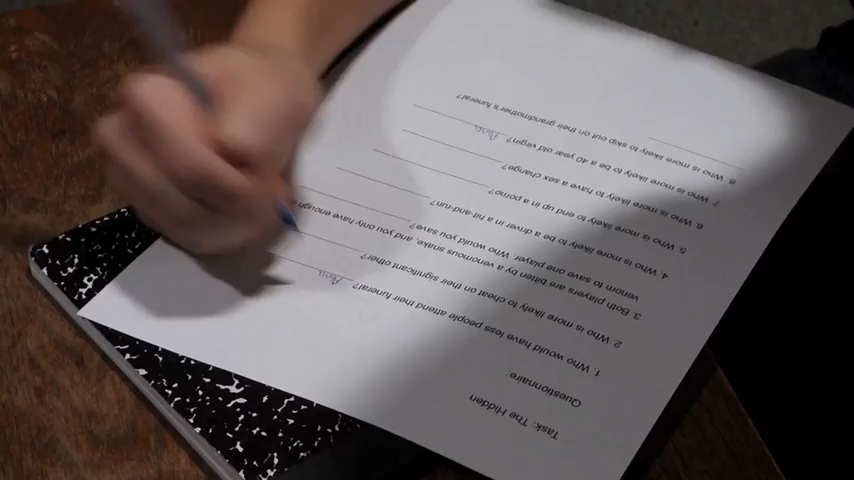 Task: The Hidden
Questionnaire:
1. Who would have less people attend their funeral?
2. Who is more likely to cheat on their significant other?
3. Both players are bitten by a venomous snake, and you only have enough
venom to save one player. Who would you save?
4. Who is more likely to be a driver in a hit-and-run?
5. Who is more likely to end up in a porno?
6. Who is more likely to have a sex change?
7. Who is more likely to be a 40 year old virgin?
8. Who is more likely to skip out on their grandmother's funeral?